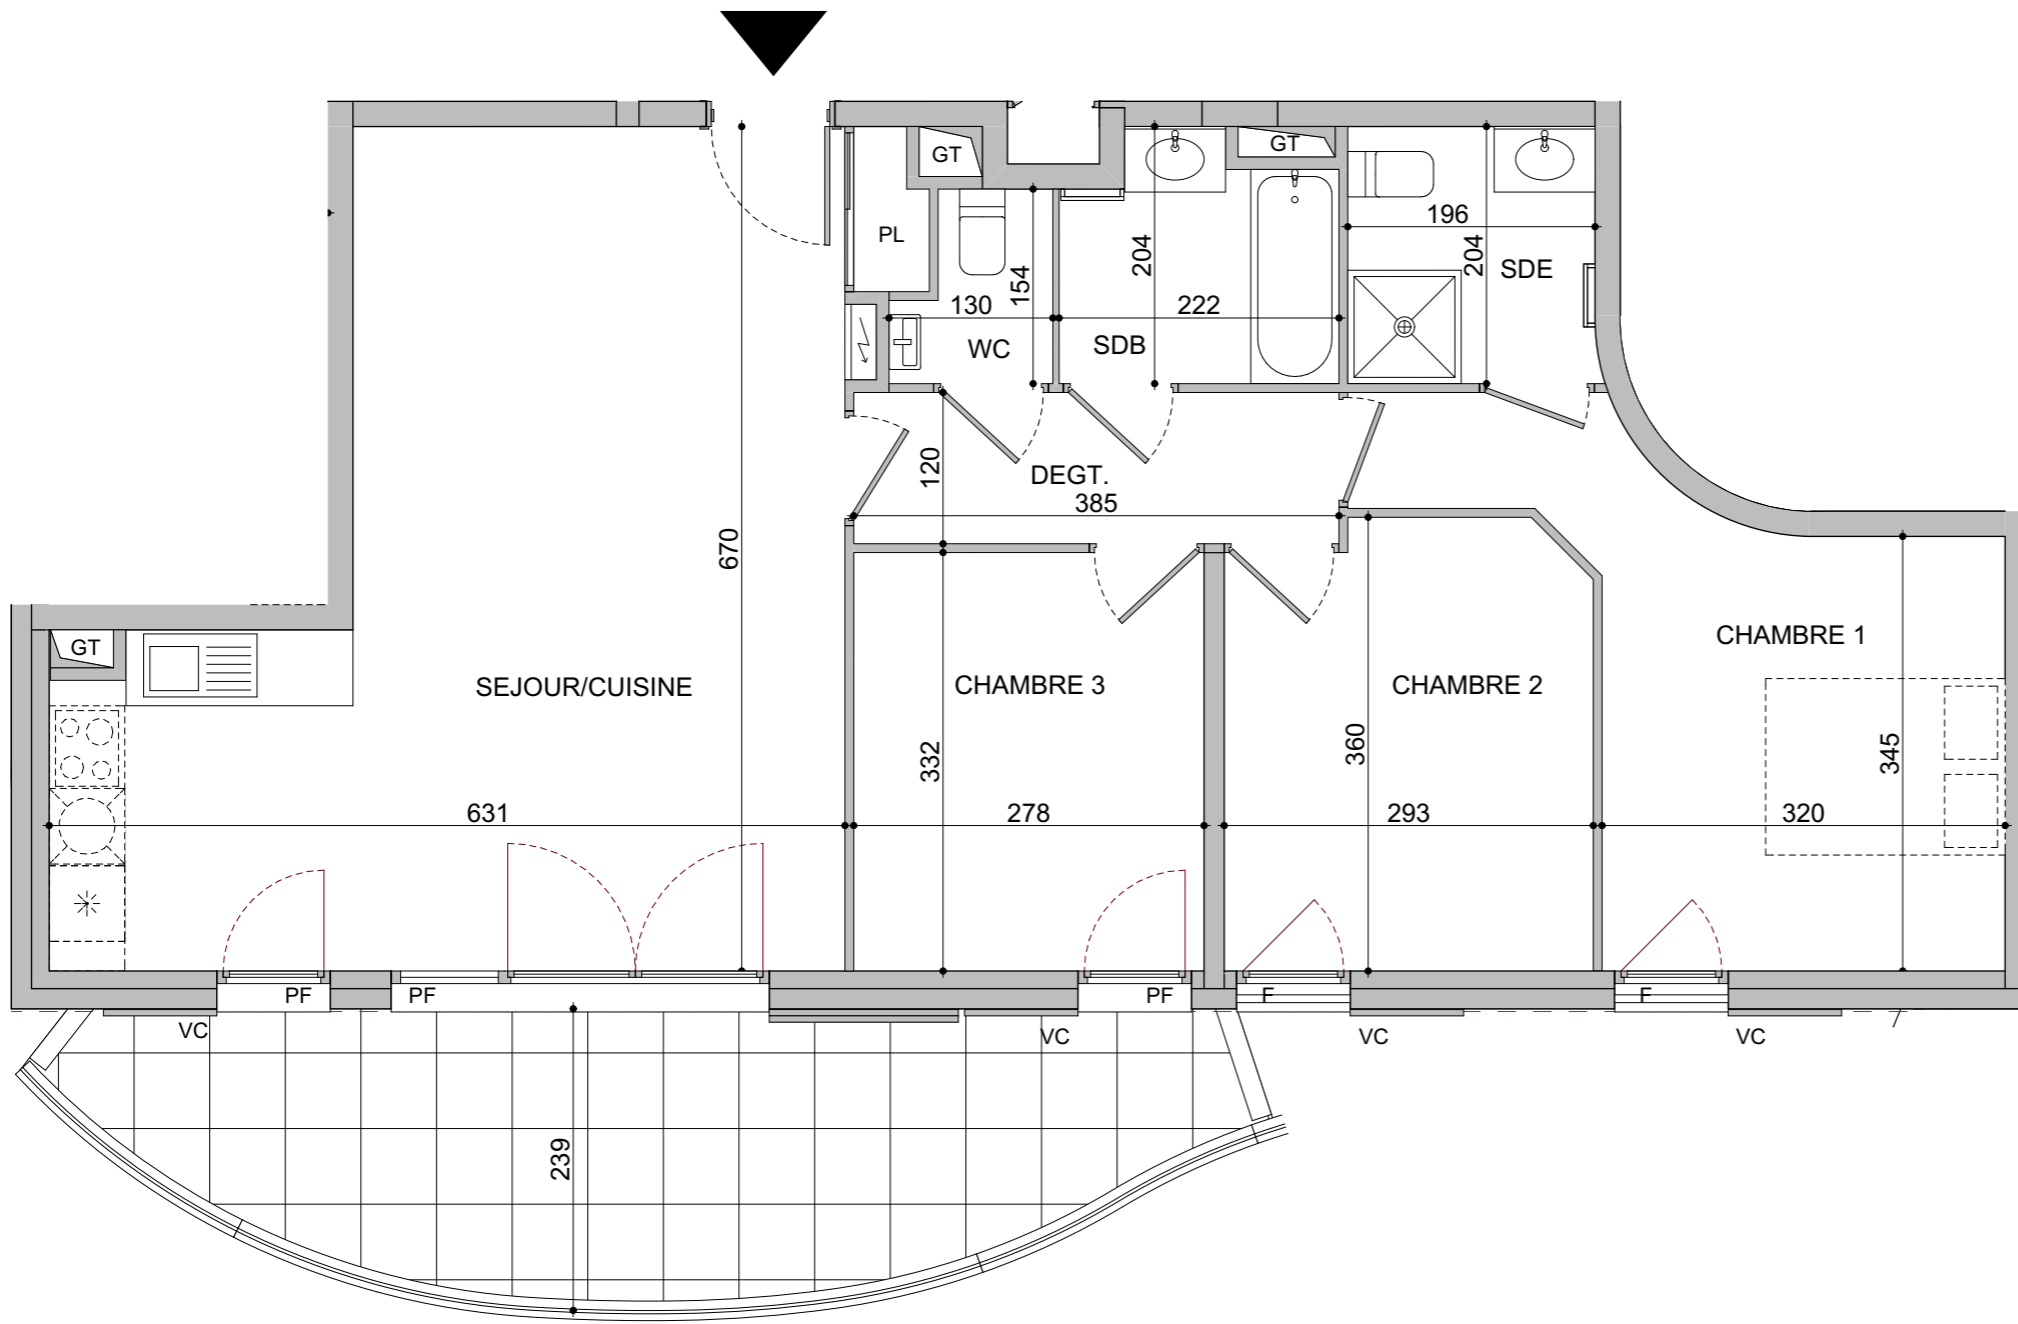 GT
GT
PL
196
204
204
SDE
154
130
222
WC
SDB
120
DEGT.
385
670
GT
CHAMBRE 1
SEJOUR/CUISINE
CHAMBRE 3
CHAMBRE 2
332
360
345
631
278
293
320
PF
PF
PF
F
F
VC
VC
VC
VC
239